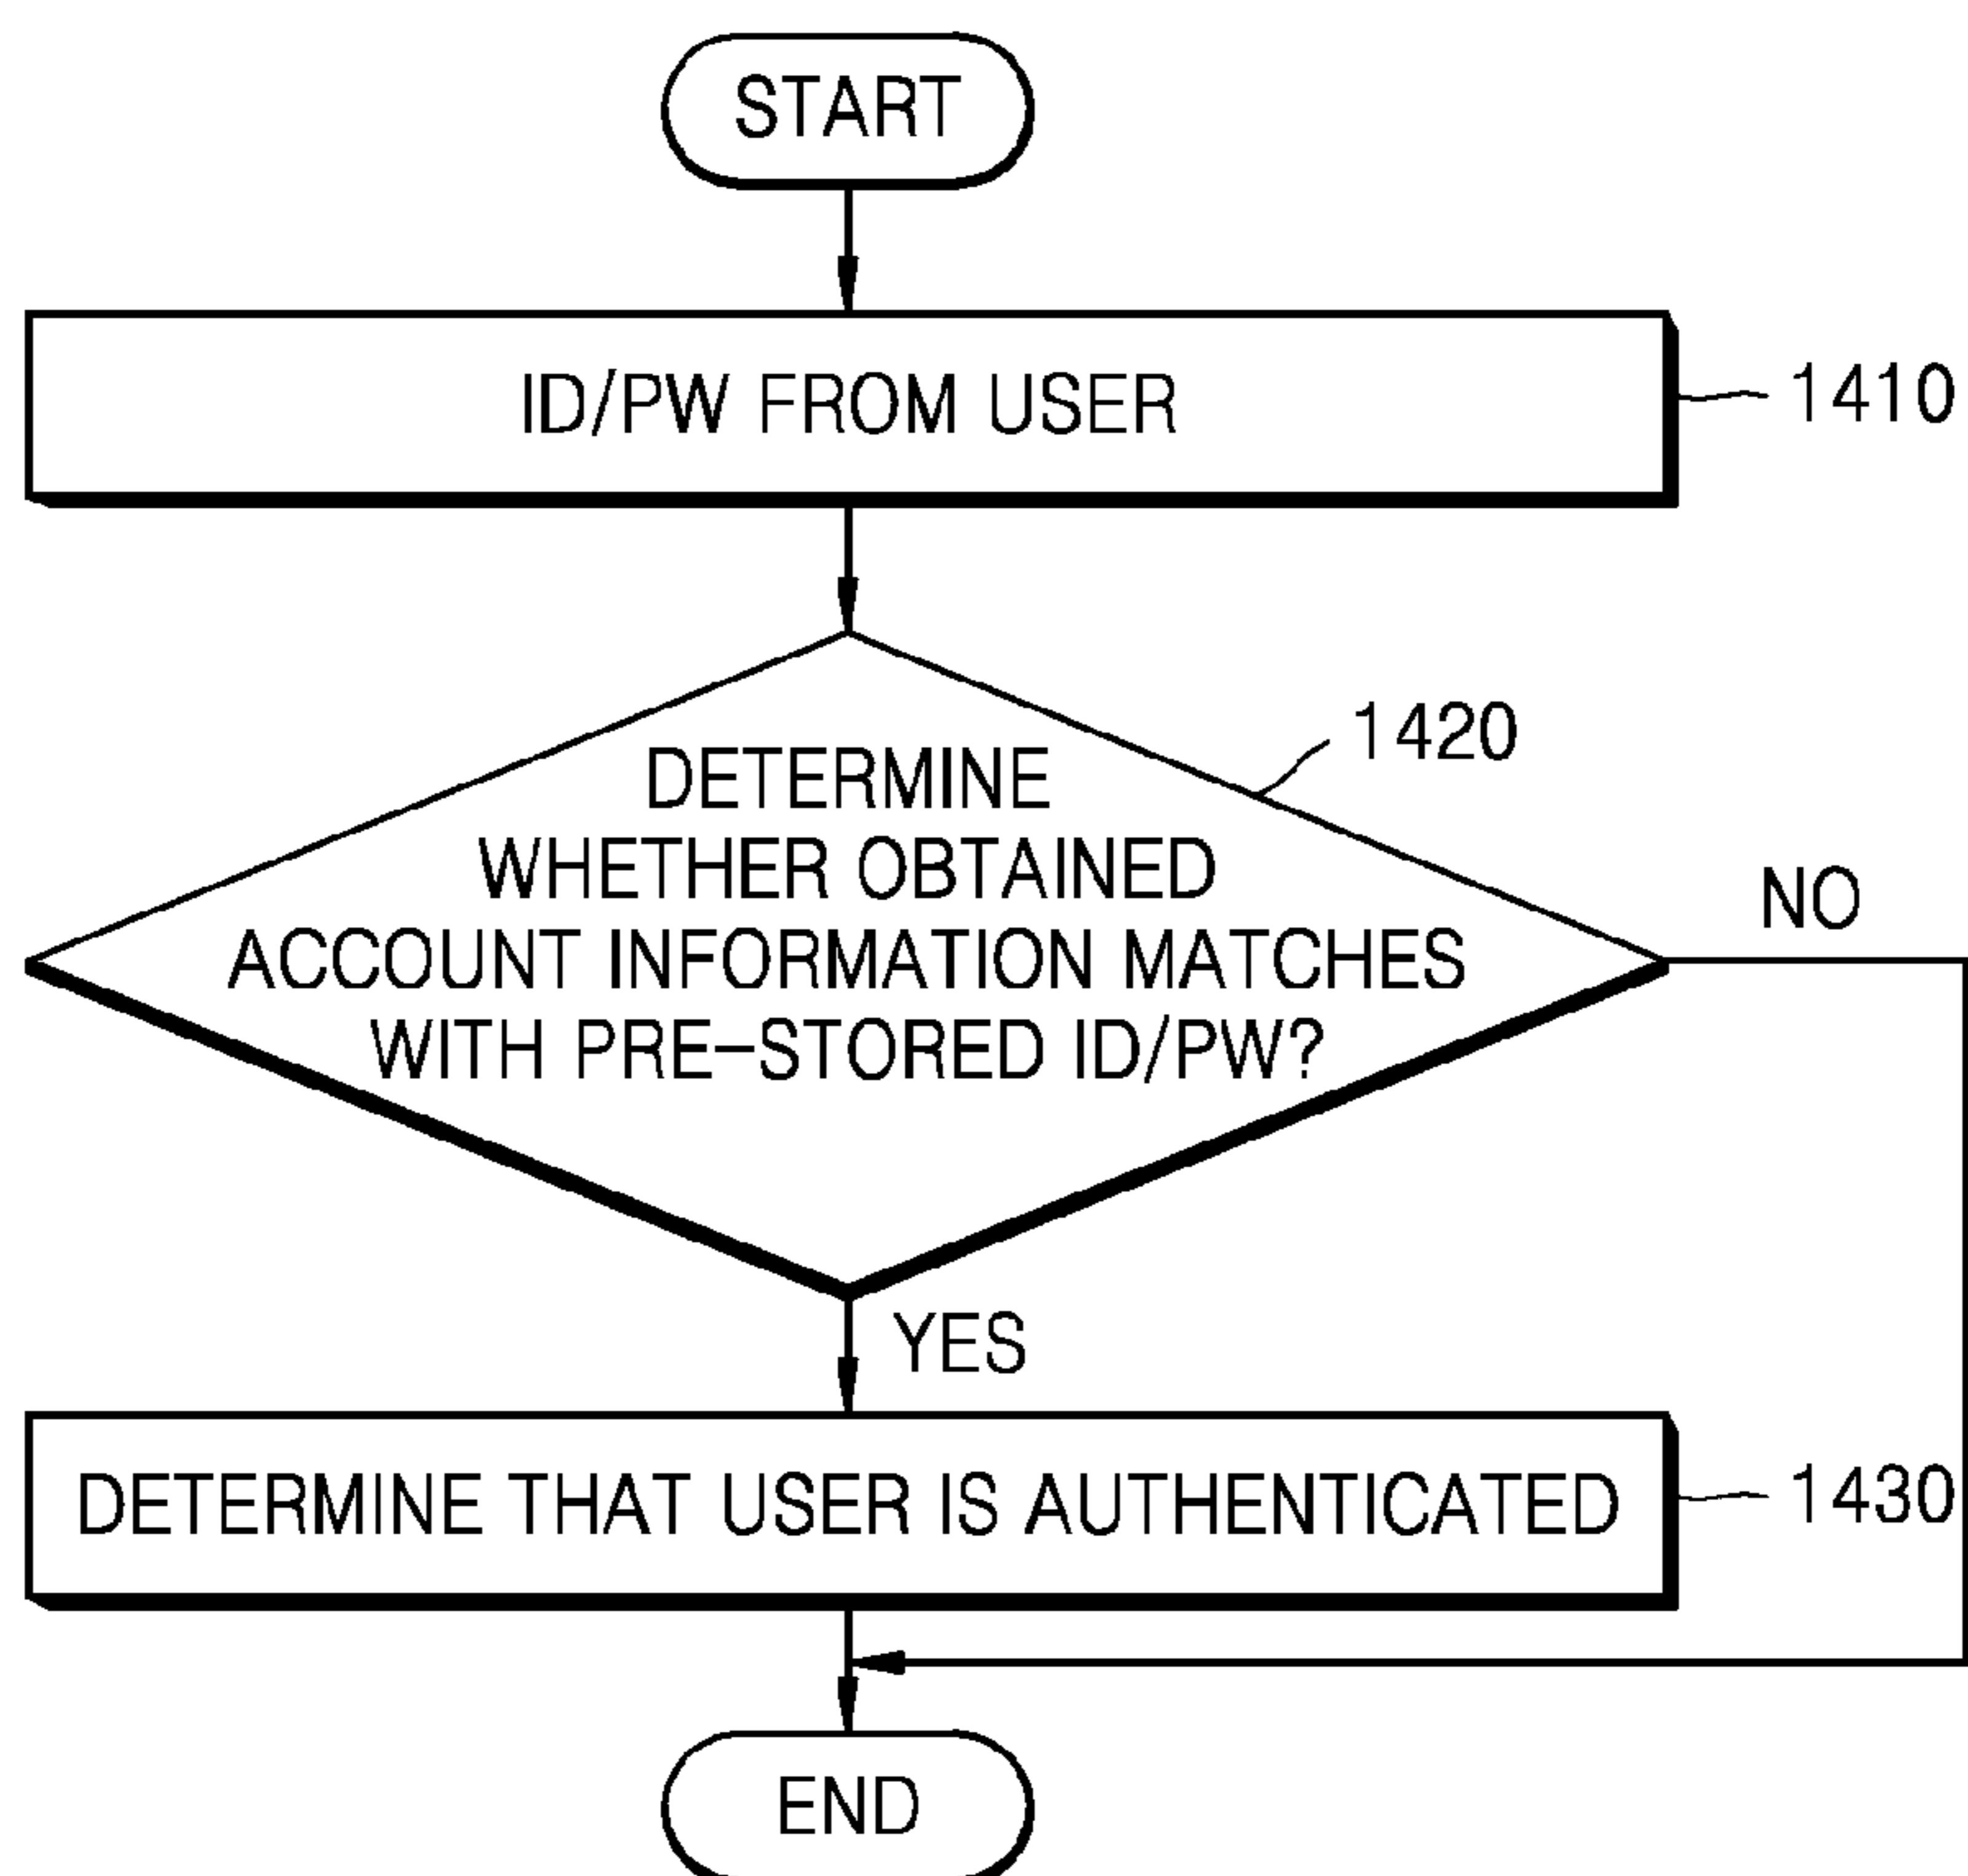 START
ID/PW FROM USER
1410
1420
DETERMINE
WHETHER OBTAINED
ACCOUNT INFORMATION MATCHES
WITH PRE-STORED ID/PW?
NO
YES
DETERMINE THAT USER IS AUTHENTICATED
1430
END